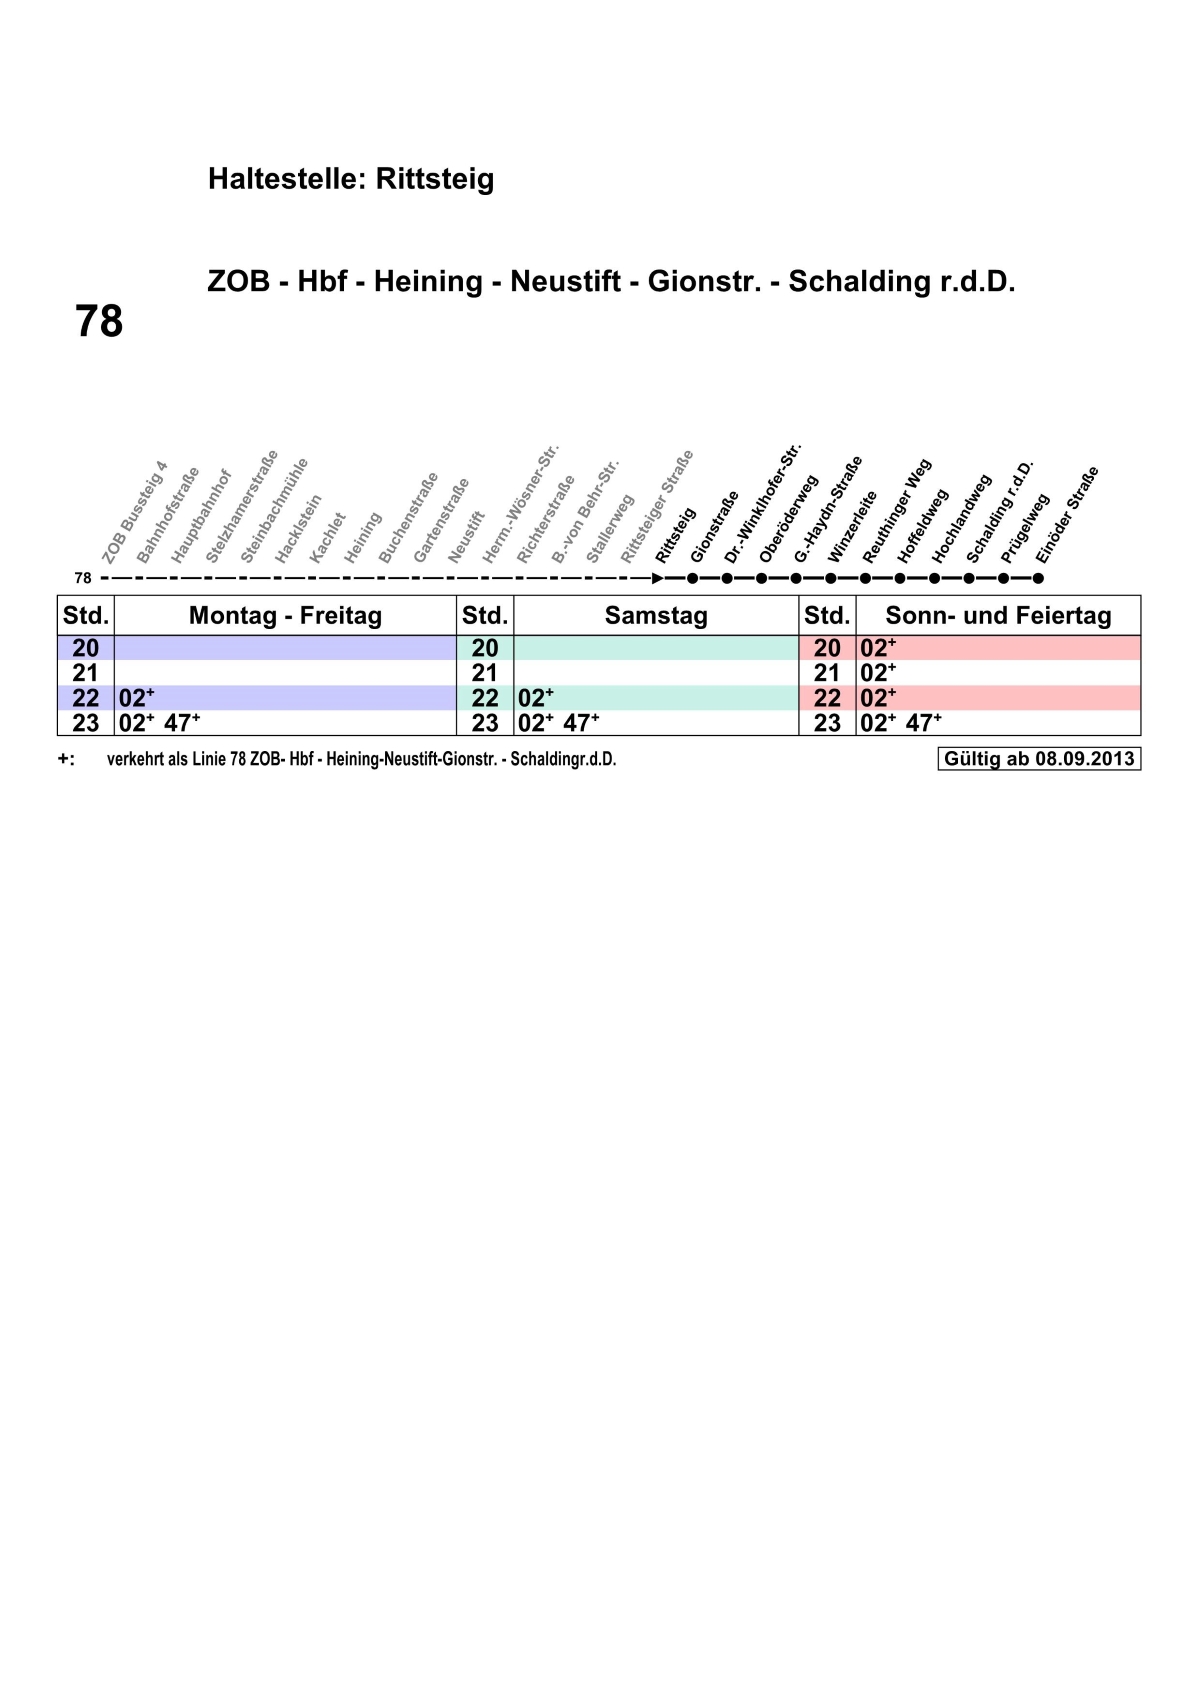 Haltestelle: Rittsteig
ZOB - Hbf - Heining - Neustift - Gionstr. - Schalding r.d.D.
78
ZOB Bussteig 4
Bahnhofstraße
Hauptbahnhof
Stelzhamerstraße
Steinbachmühle
Hacklstein
Kachlet
Heining
Buchenstraße
Gartenstraße
Neustift
Herm.-Wösner-Str.
Richterstraße
B.-von Behr-Str.
Stallerweg
Rittsteiger Straße
Rittsteig
Gionstraße
Dr.-Winklhofer-Str.
Oberöderweg
G.-Haydn-Straße
Winzerleite
Reuthinger Weg
Hoffeldweg
Hochlandweg
Schalding r.d.D.
Prügelweg
Einöder Straße
78
Std. Montag - Freitag Std. Samstag Std. Sonn- und Feiertag
20 20 20 02+
21 21 21 02+
22 02+ 22 02+ 22 02+
23 02+ 47+ 23 02+ 47+ 23 02+ 47+
+: verkehrt als Linie 78 ZOB- Hbf - Heining-Neustift-Gionstr. - Schaldingr.d.D.
Gültig ab 08.09.2013